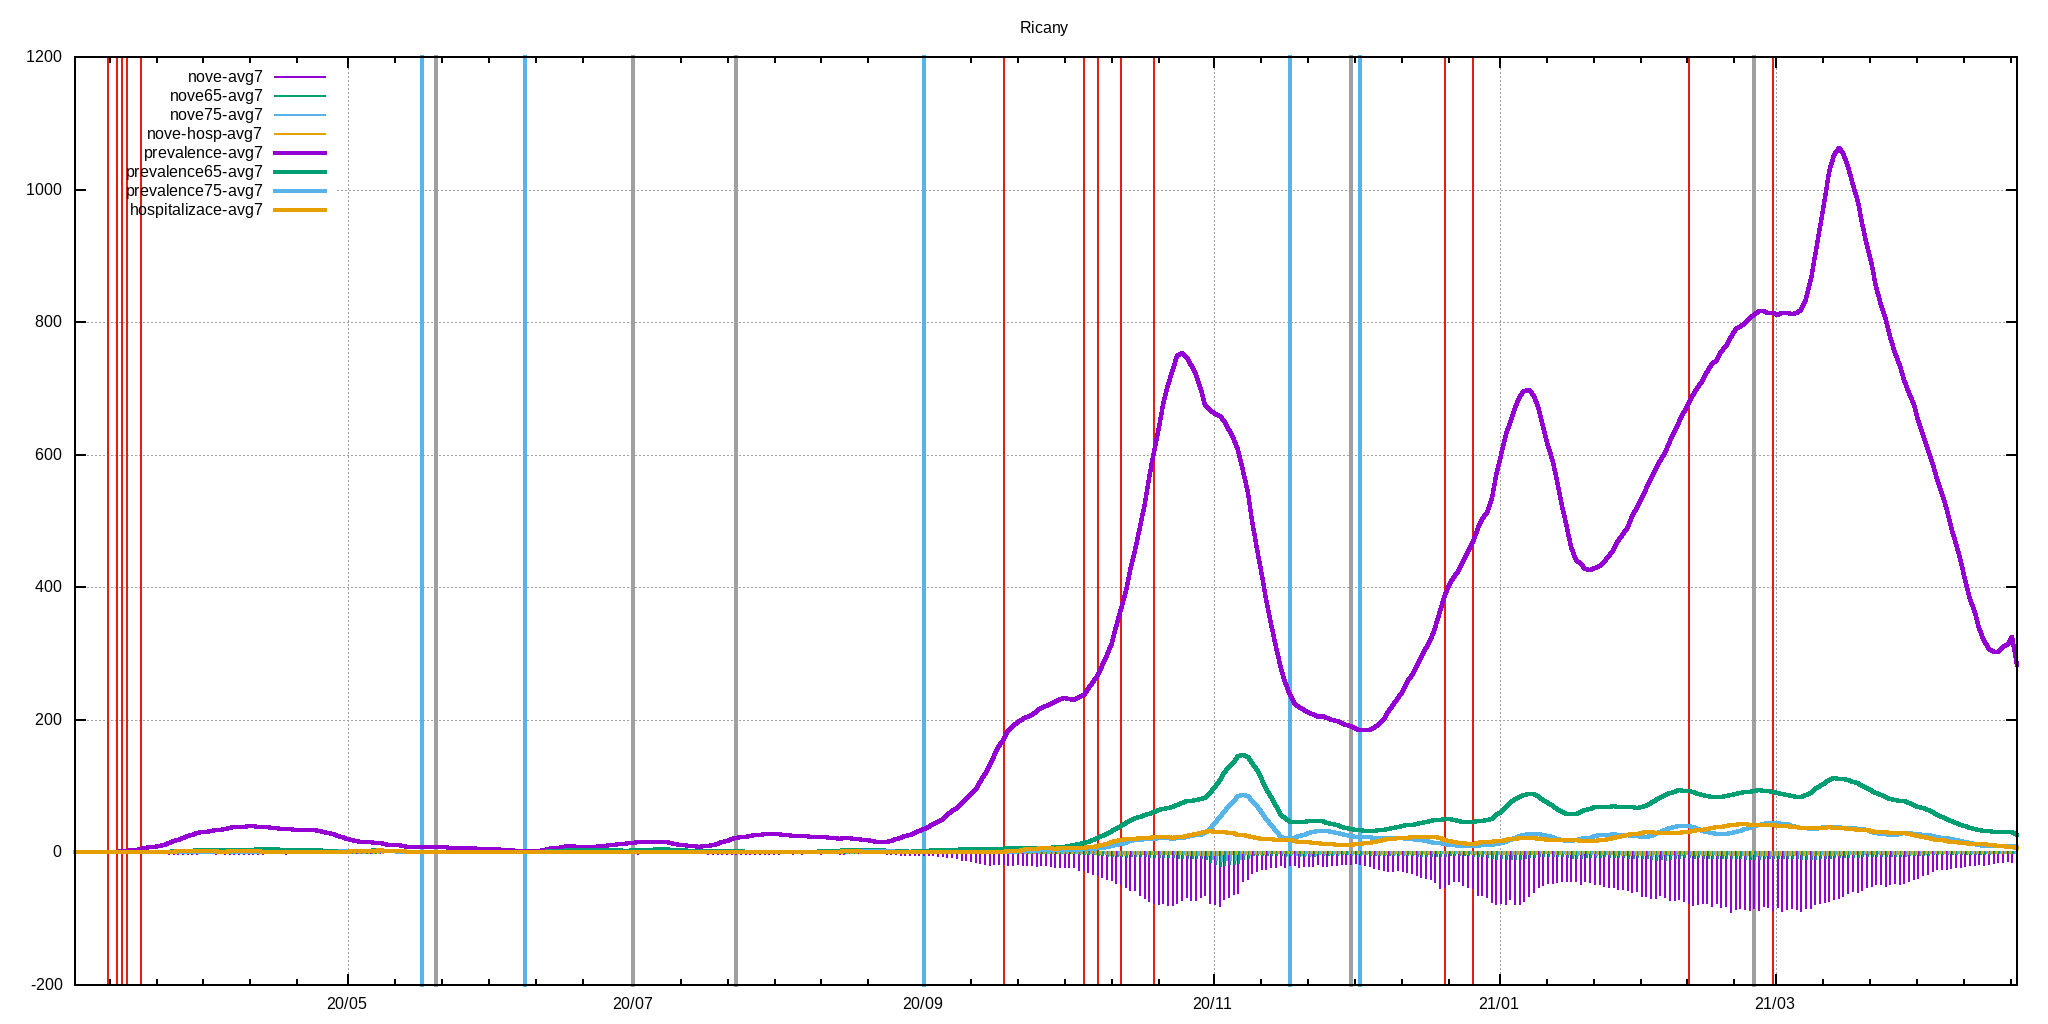 Ricany
1200
nove-avg7
nove65-avg7
nove75-avg7
nove-hosp-avg7
prevalence-avg7
prevalence65-avg7
prevalence75-avg7
hospitalizace-avg7
1000
800
600
400
200
0
-200
20/05 20/07 20/09 20/11 21/01 21/03